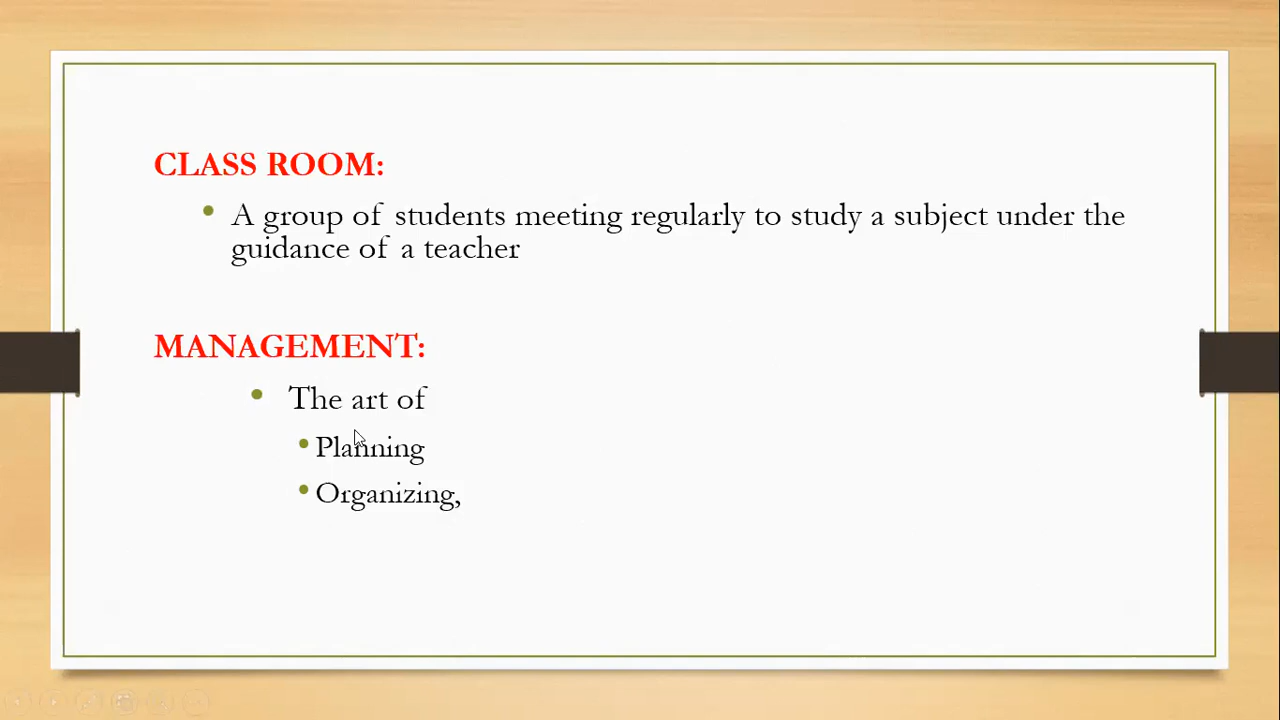 CLASS ROOM:
• A group of students meeting regularly to study a subject under the
guidance of a teacher
MANAGEMENT:
• The art of
• Planning
• Organizing,